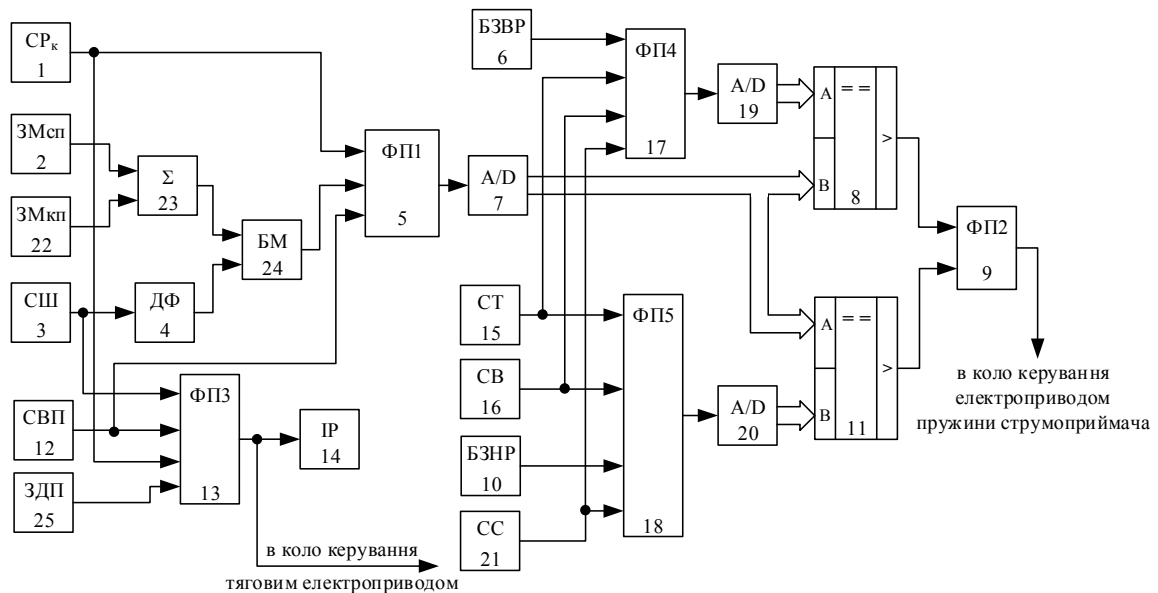 СРк
1
ЗМсп
2
ЗМкп
22
Σ
23
БМ
24
СШ
3
ДФ
4
СВП
12
ЗДП
25
ФП3
13
ІР
14
в коло керування
тяговим електроприводом
ФП1
5
A/D
7
БЗВР
6
ФП4
17
A/D
19
A
B
= =
8
>
СТ
15
СВ
16
БЗНР
10
СС
21
ФП5
18
A/D
20
A
B
= =
11
>
ФП2
9
в коло керування
електроприводом
пружини струмоприймача